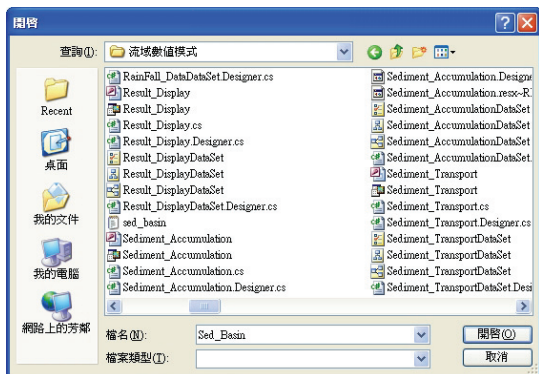 開啓
查詢(I):
流域數值模式
Recent
桌面
我的文件
我的電腦
網路上的芳鄰
RainFall_DataDataSet.Designer.cs
Result_Display
Result_Display
Result_Display.cs
Result_Display.Designer.cs
Result_DisplayDataSet
Result_DisplayDataSet
Result_DisplayDataSet
Result_DisplayDataSet.Designer.cs
sed_basin
Sediment_Accumulation
Sediment_Accumulation
Sediment_Accumulation.cs
Sediment_Accumulation.Designer.cs
Sediment_Accumulation.Designe
Sediment_Accumulation.resx~R
Sediment_AccumulationDataSet
Sediment_AccumulationDataSet
Sediment_AccumulationDataSet
Sediment_AccumulationDataSet.
Sediment_Transport
Sediment_Transport
Sediment_Transport.cs
Sediment_Transport.Designer.cs
Sediment_TransportDataSet
Sediment_TransportDataSet
Sediment_TransportDataSet
Sediment_TransportDataSet.Desi
檔名(N):
Sed_Basin
開啓(O)
檔案類型(T):
取消